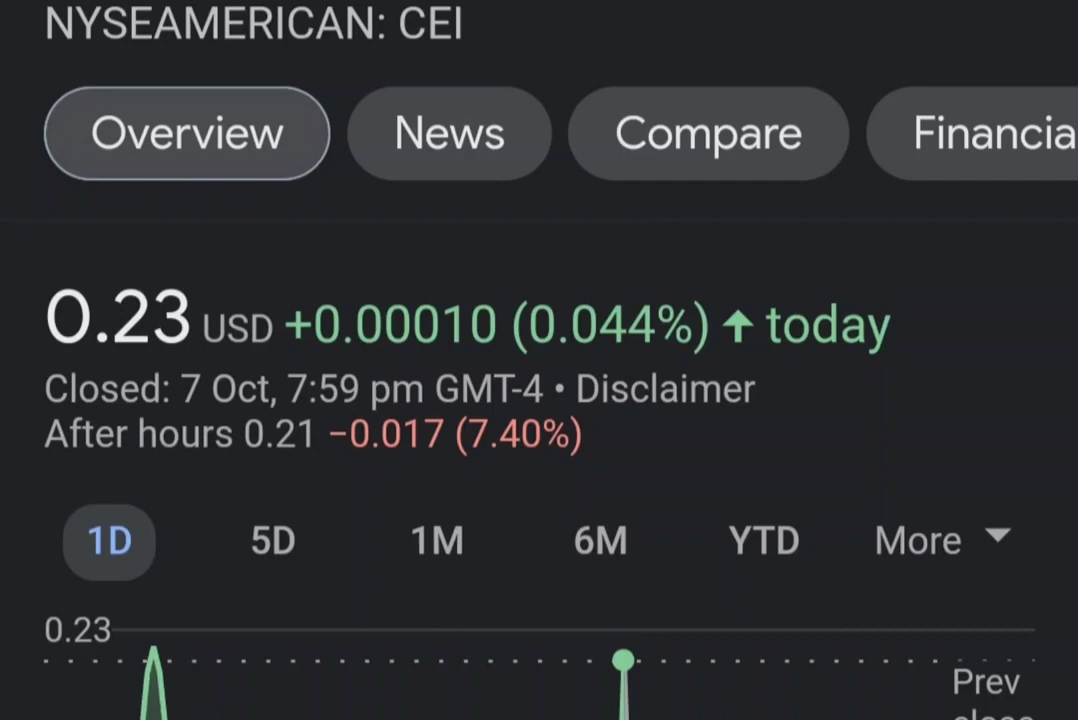 NYSEAMERICAN: CEI
Overview News Compare Financia
0.23 USD +0.00010 (0.044%) ↑ today
Closed: 7 Oct, 7:59 pm GMT-4 • Disclaimer
After hours 0.21 −0.017 (7.40%)
1D 5D 1M 6M YTD More
0.23
Prev
close